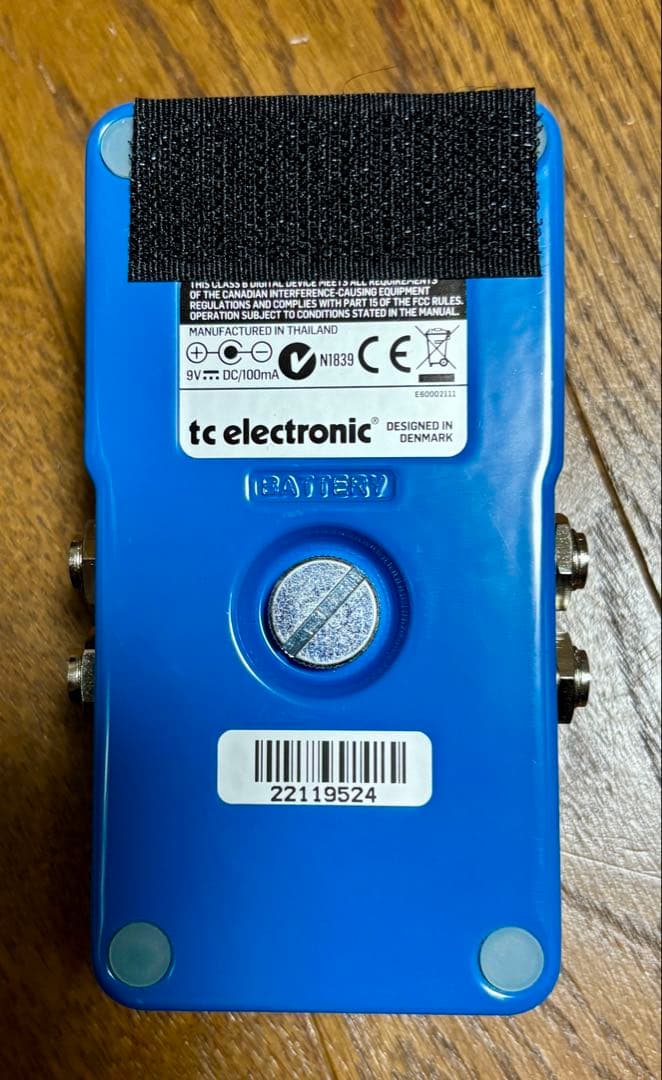 THIS CLASS B DIGITAL DEVICE MEETS ALL REQUIREMENTS
OF THE CANADIAN INTERFERENCE-CAUSING EQUIPMENT
REGULATIONS AND COMPLIES WITH PART 15 OF THE FCC RULES.
OPERATION SUBJECT TO CONDITIONS STATED IN THE MANUAL.
MANUFACTURED IN THAILAND
N1839 CE
9V DC/100mA
E60002111
tc electronic® DESIGNED IN
DENMARK
BATTERY
22119524